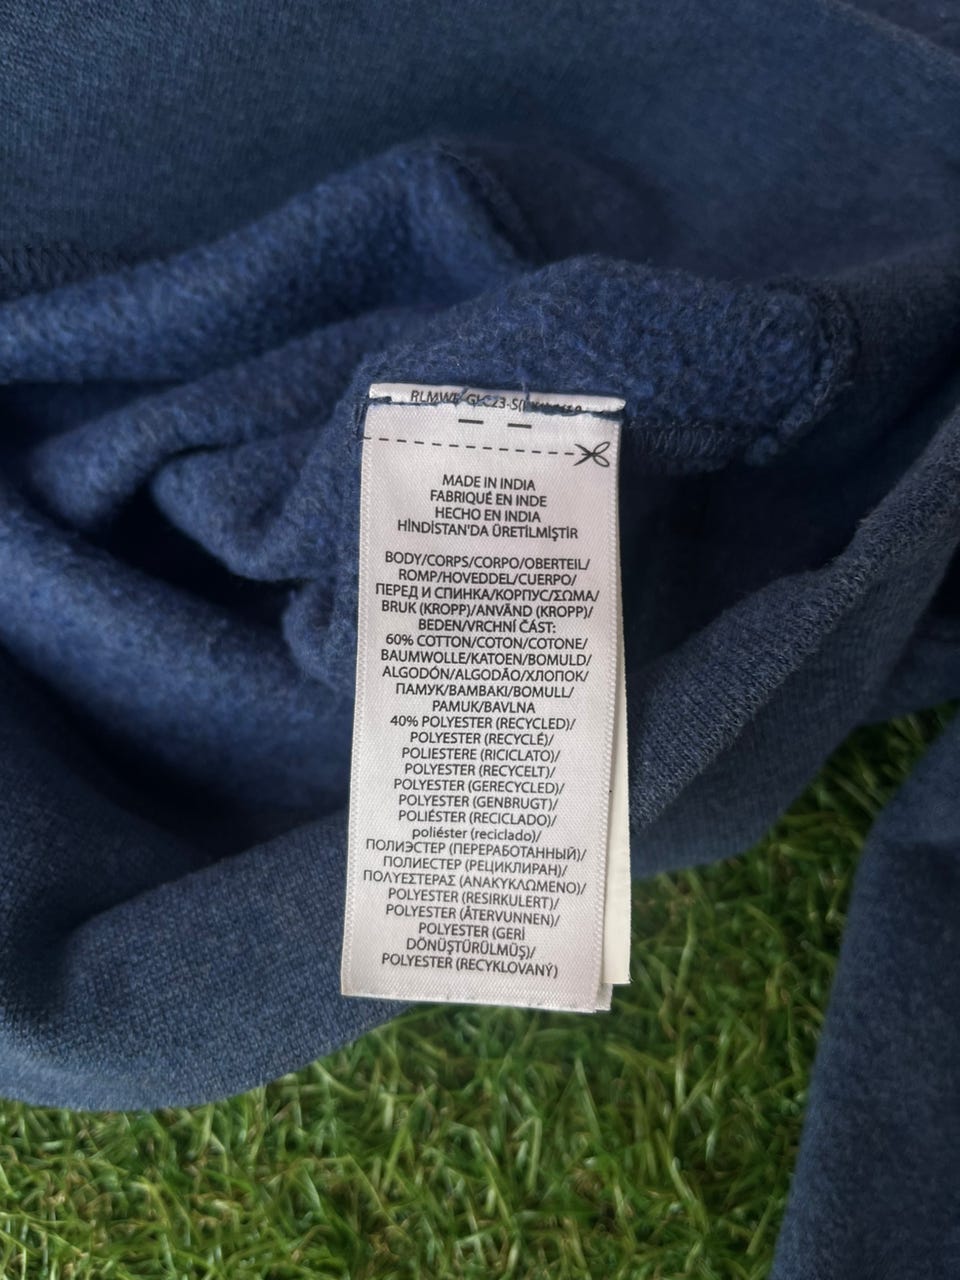 MADE IN INDIA
FABRIQUÉ EN INDE
HECHO EN INDIA
HİNDİSTAN'DA ÜRETİLMİŞTİR
BODY/CORPS/CORPO/OBERTEIL/
ROMP/HOVEDDEL/CUERPO/
ПЕРЕД И СПИНКА/КОРПУС/ΣΩΜΑ/
BRUK (KROPP)/ANVÄND (KROPP)/
BEDEN/VRCHNÍ ČÁST:
60% COTTON/COTON/COTONE/
BAUMWOLLE/KATOEN/BOMULD/
ALGODÓN/ALGODÃO/ХЛОПОК/
ПАМУК/ΒΑΜΒΑΚΙ/BOMULL/
PAMUK/BAVLNA
40% POLYESTER (RECYCLED)/
POLYESTER (RECYCLÉ)/
POLIESTERE (RICICLATO)/
POLYESTER (RECYCELT)/
POLYESTER (GERECYCLED)/
POLYESTER (GENBRUGT)/
POLIÉSTER (RECICLADO)/
poliéster (reciclado)/
ПОЛИЭСТЕР (ПЕРЕРАБОТАННЫЙ)/
ПОЛИЕСТЕР (РЕЦИКЛИРАН)/
ΠΟΛΥΕΣΤΕΡΑΣ (ΑΝΑΚΥΚΛΩΜΕΝΟ)/
POLYESTER (RESIRKULERT)/
POLYESTER (ÅTERVUNNEN)/
POLYESTER (GERİ
DÖNÜŞTÜRÜLMÜŞ)/
POLYESTER (RECYKLOVANÝ)